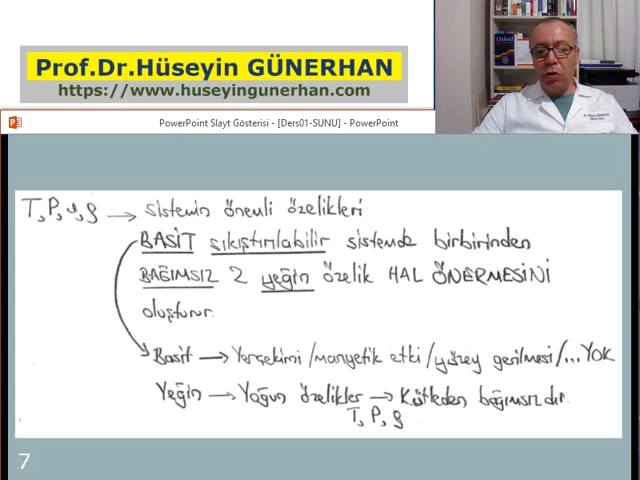 Prof.Dr.Hüseyin GÜNERHAN
https://www.huseyingunerhan.com
PowerPoint Slayt Gösterisi - [Ders01-SUNU] - PowerPoint
T, P, v, ρ → sistemin önemli özelikleri
BASİT sıkıştırılabilir sistemde birbirinden
BAĞIMSIZ 2 yeğin özelik HAL ÖNERMESİNİ
oluşturur.
Basit → Yerçekimi/manyetik etki/yüzey gerilmesi/... YOK
Yeğin → Yoğun özelikler → Kütleden bağımsızdır.
T, P, ρ
7